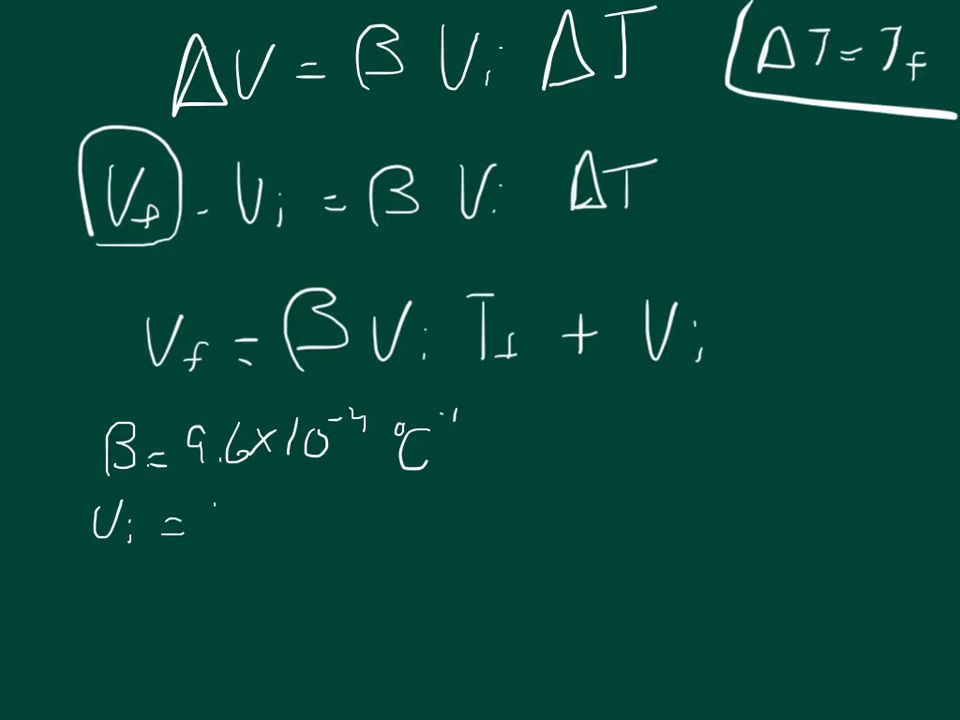 ΔV = β Vi ΔT
ΔT = Tf
Vf - Vi = β Vi ΔT
Vf = β Vi Tf + Vi
β = 9.6×10⁻⁴ °C⁻¹
Vi =